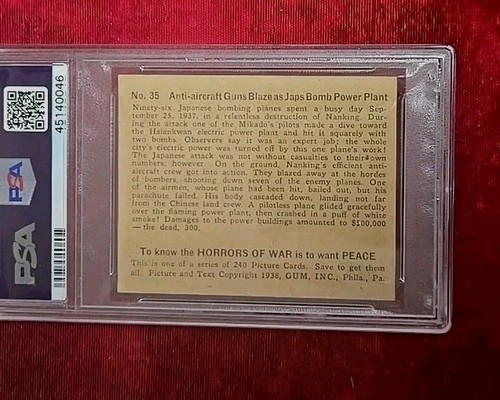 No. 35 Anti-aircraft Guns Blaze as Japs Bomb Power Plant
Ninety-six Japanese bombing planes spent a busy day Sep-
tember 25, 1937, in a relentless destruction of Nanking. Dur-
ing the attack one of the Mikado's pilots made a dive toward
the Hsiankwan electric power plant and hit it squarely with
two bombs. Observers say it was an expert job; the whole
city's electric power was turned off by this one plane's work!
The Japanese attack was not without casualties to their own
numbers, however. On the ground, Nanking's efficient anti-
aircraft crew got into action. They blazed away at the hordes
of bombers, shooting down seven of the enemy planes. One
of the airmen, whose plane had been hit, bailed out, but his
parachute failed. His body cascaded down, landing not far
from the Chinese land crew. A pilotless plane glided gracefully
over the flaming power plant, then crashed in a puff of white
smoke! Damages to the power buildings amounted to $100,000
— the dead, 300.
To know the HORRORS OF WAR is to want PEACE
This is one of a series of 240 Picture Cards. Save to get them
all. Picture and Text Copyright 1938, GUM, INC., Phila., Pa.
45140046
PSA
PSA